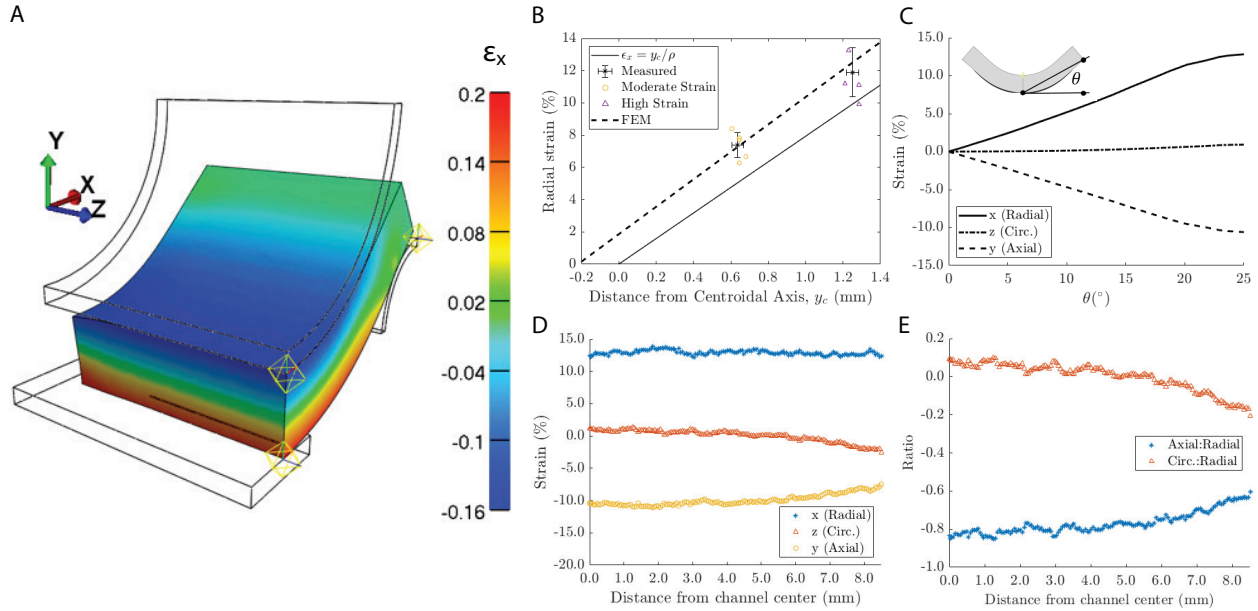 A
εx
0.2
0.14
0.08
0.02
-0.04
-0.1
-0.16
Y
X
Z
B
Radial strain (%)
14
12
10
8
6
4
2
0
-0.2
0.0
0.2
0.4
0.6
0.8
1.0
1.2
1.4
Distance from Centroidal Axis, yc (mm)
ϵx = yc/ρ
Measured
Moderate Strain
High Strain
FEM
C
Strain (%)
15.0
10.0
5.0
0.0
-5.0
-10.0
-15.0
0
5
10
15
20
25
θ(°)
θ
x (Radial)
z (Circ.)
y (Axial)
D
Strain (%)
15.0
10.0
5.0
0.0
-5.0
-10.0
-15.0
-20.0
0.0
1.0
2.0
3.0
4.0
5.0
6.0
7.0
8.0
Distance from channel center (mm)
x (Radial)
z (Circ.)
y (Axial)
E
Ratio
0.2
0.0
-0.2
-0.4
-0.6
-0.8
-1.0
0.0
1.0
2.0
3.0
4.0
5.0
6.0
7.0
8.0
Distance from channel center (mm)
Axial:Radial
Circ.:Radial